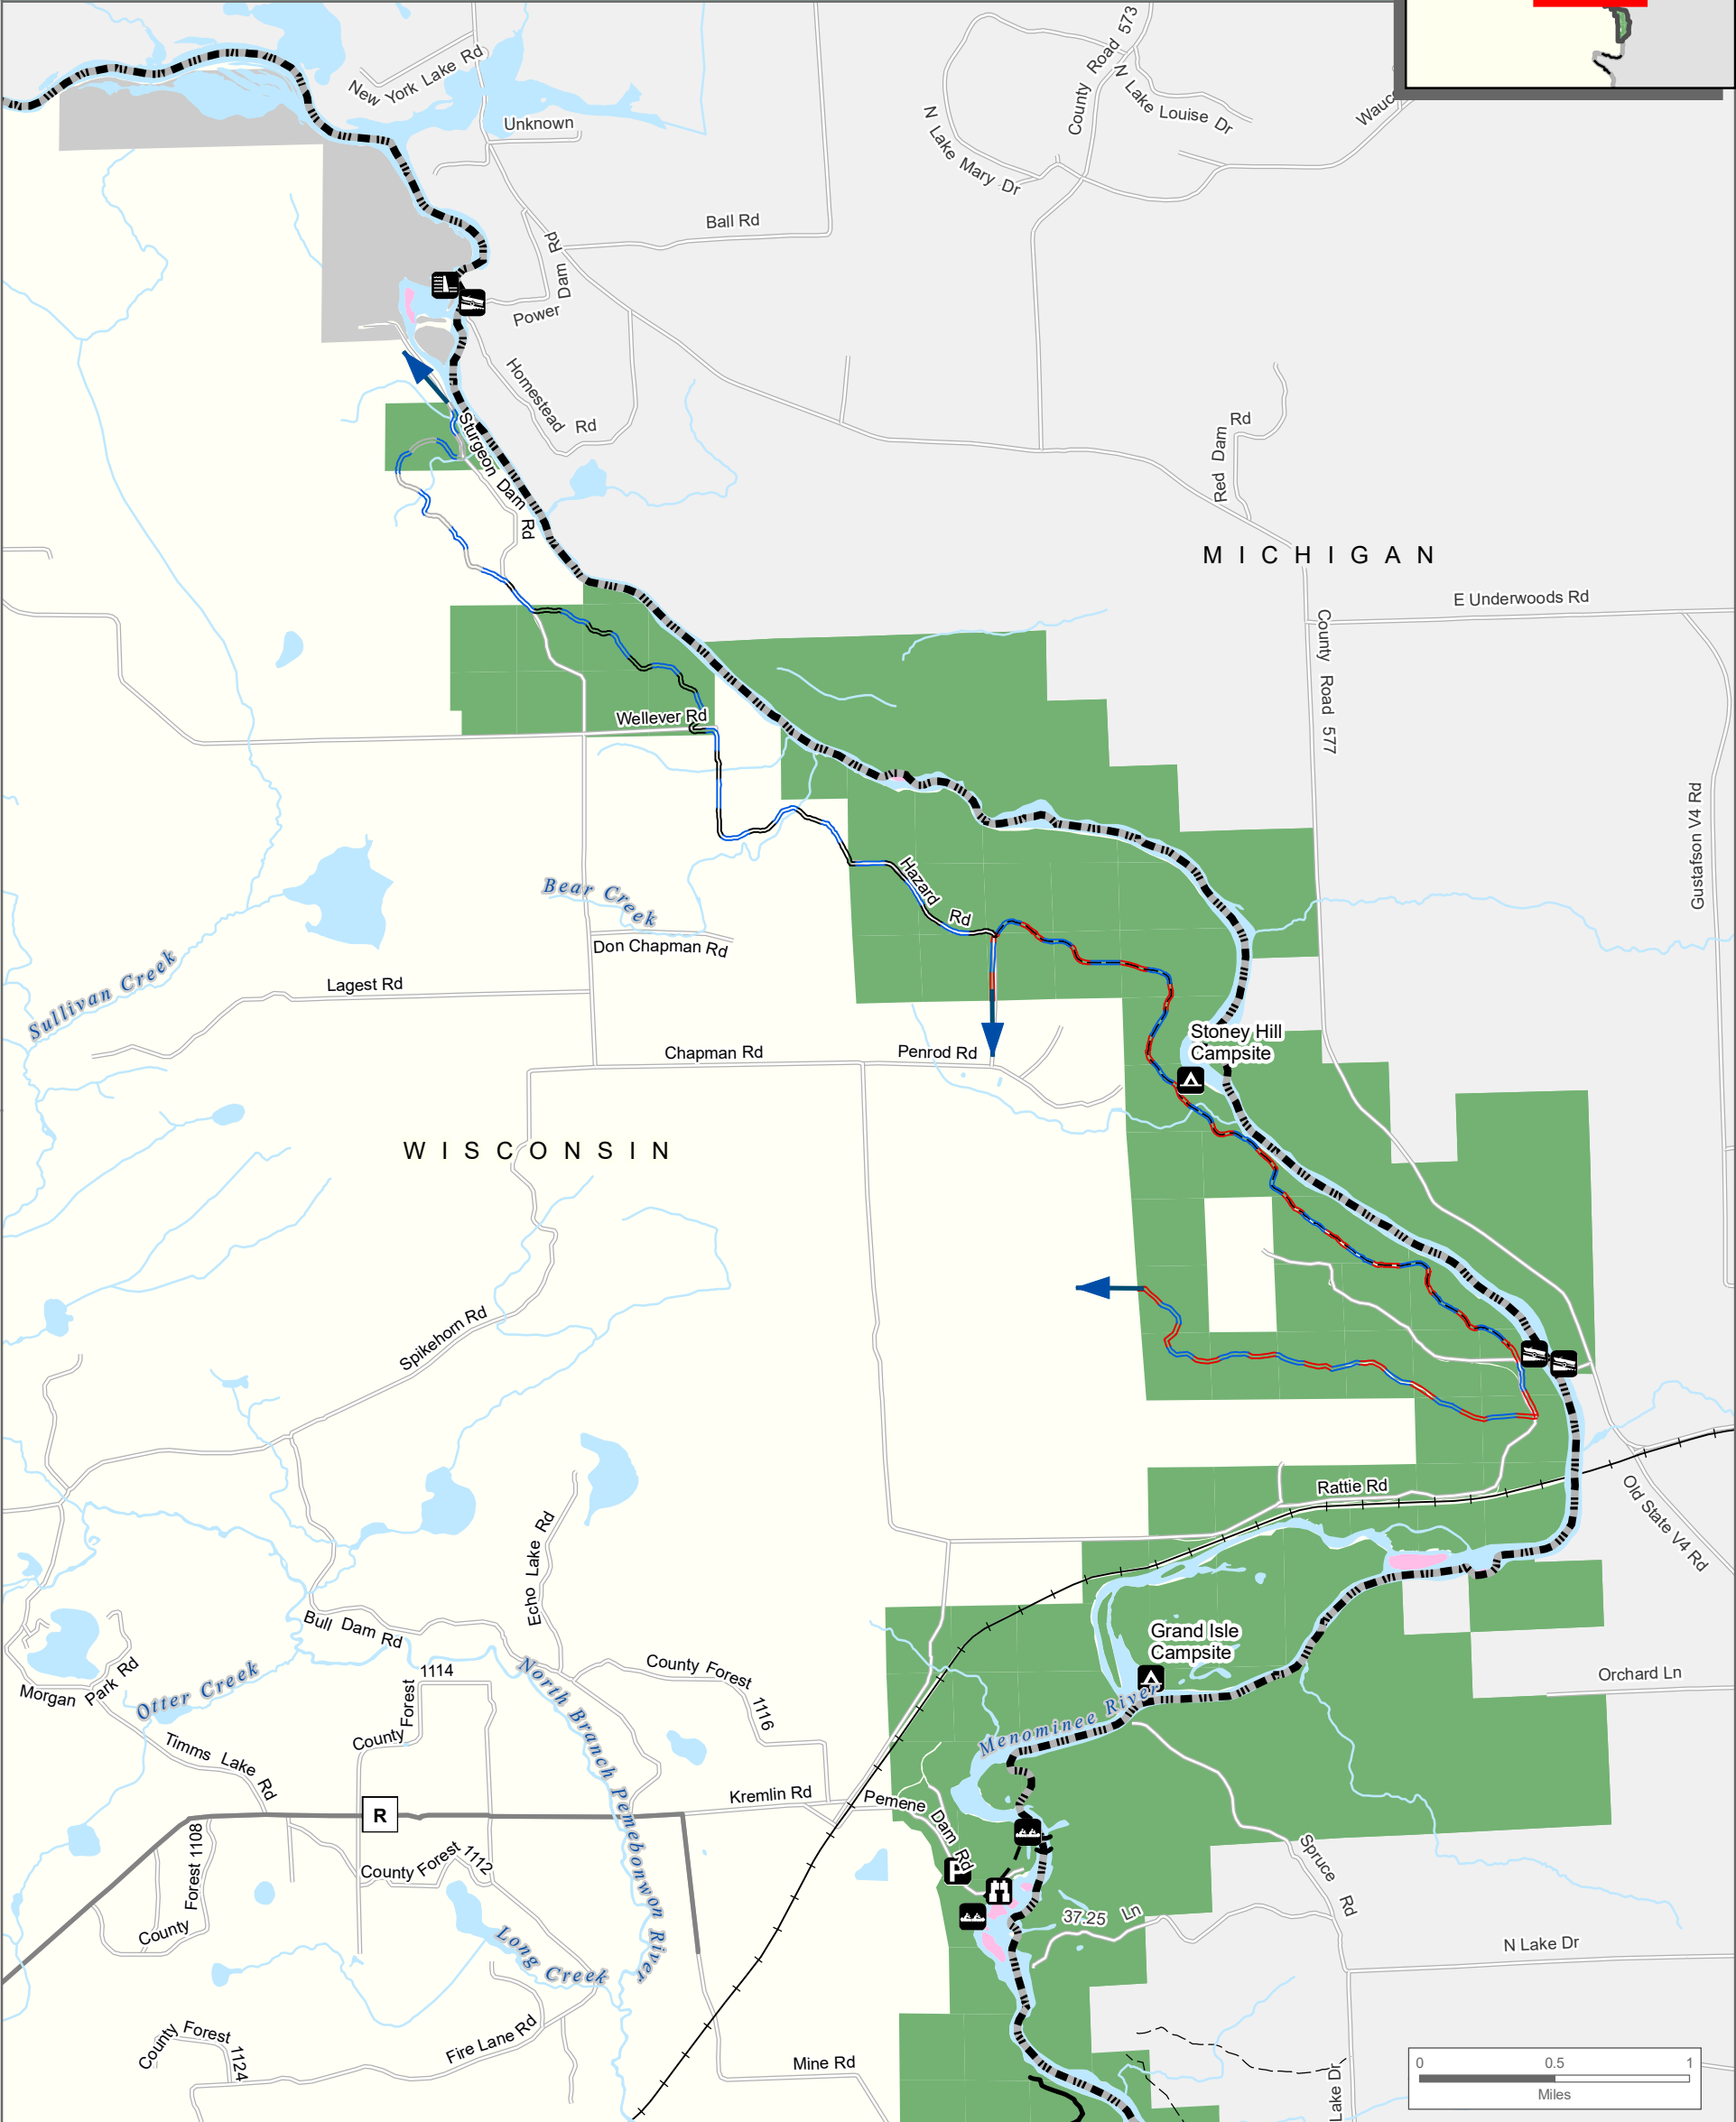 New York Lake Rd
Unknown
County Road 573
N Lake Louise Dr
N Lake Mary Dr
Ball Rd
Power Dam Rd
Homestead Rd
Sturgeon Dam Rd
Red Dam Rd
MICHIGAN
E Underwoods Rd
County Road 577
Gustafson V4 Rd
Wellever Rd
Hazard Rd
Bear Creek
Don Chapman Rd
Sullivan Creek
Lagest Rd
Chapman Rd
Penrod Rd
Stoney Hill
Campsite
WISCONSIN
Spikehorn Rd
Rattie Rd
Old State V4 Rd
Echo Lake Rd
Bull Dam Rd
Grand Isle
Campsite
Orchard Ln
Morgan Park Rd
Otter Creek
County Forest 1114
County Forest 1116
North Branch Pemebonwon River
Menominee River
Timms Lake Rd
Kremlin Rd
Pemene Dam Rd
R
P
County Forest 1108
County Forest 1112
Spruce Rd
37.25 Ln
N Lake Dr
Long Creek
County Forest 1124
Fire Lane Rd
Mine Rd
Lake Dr
0 0.5 1
Miles